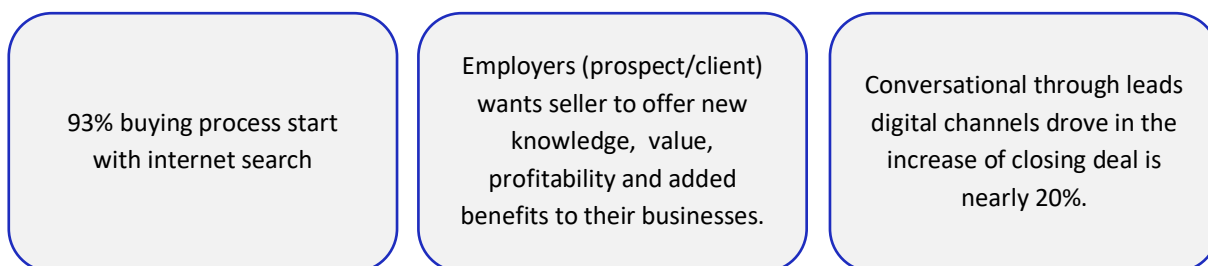 93% buying process start
with internet search
Employers (prospect/client)
wants seller to offer new
knowledge, value,
profitability and added
benefits to their businesses.
Conversational through leads
digital channels drove in the
increase of closing deal is
nearly 20%.